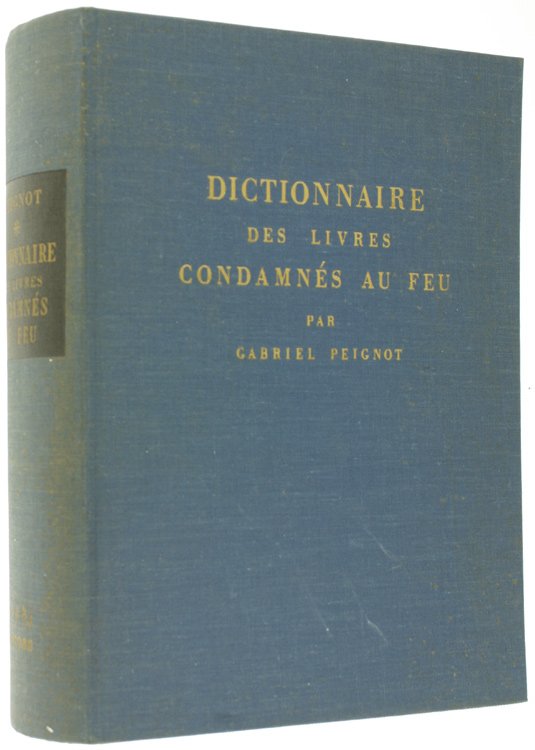 DICTIONNAIRE
DES LIVRES
CONDAMNÉS AU FEU
PAR
GABRIEL PEIGNOT